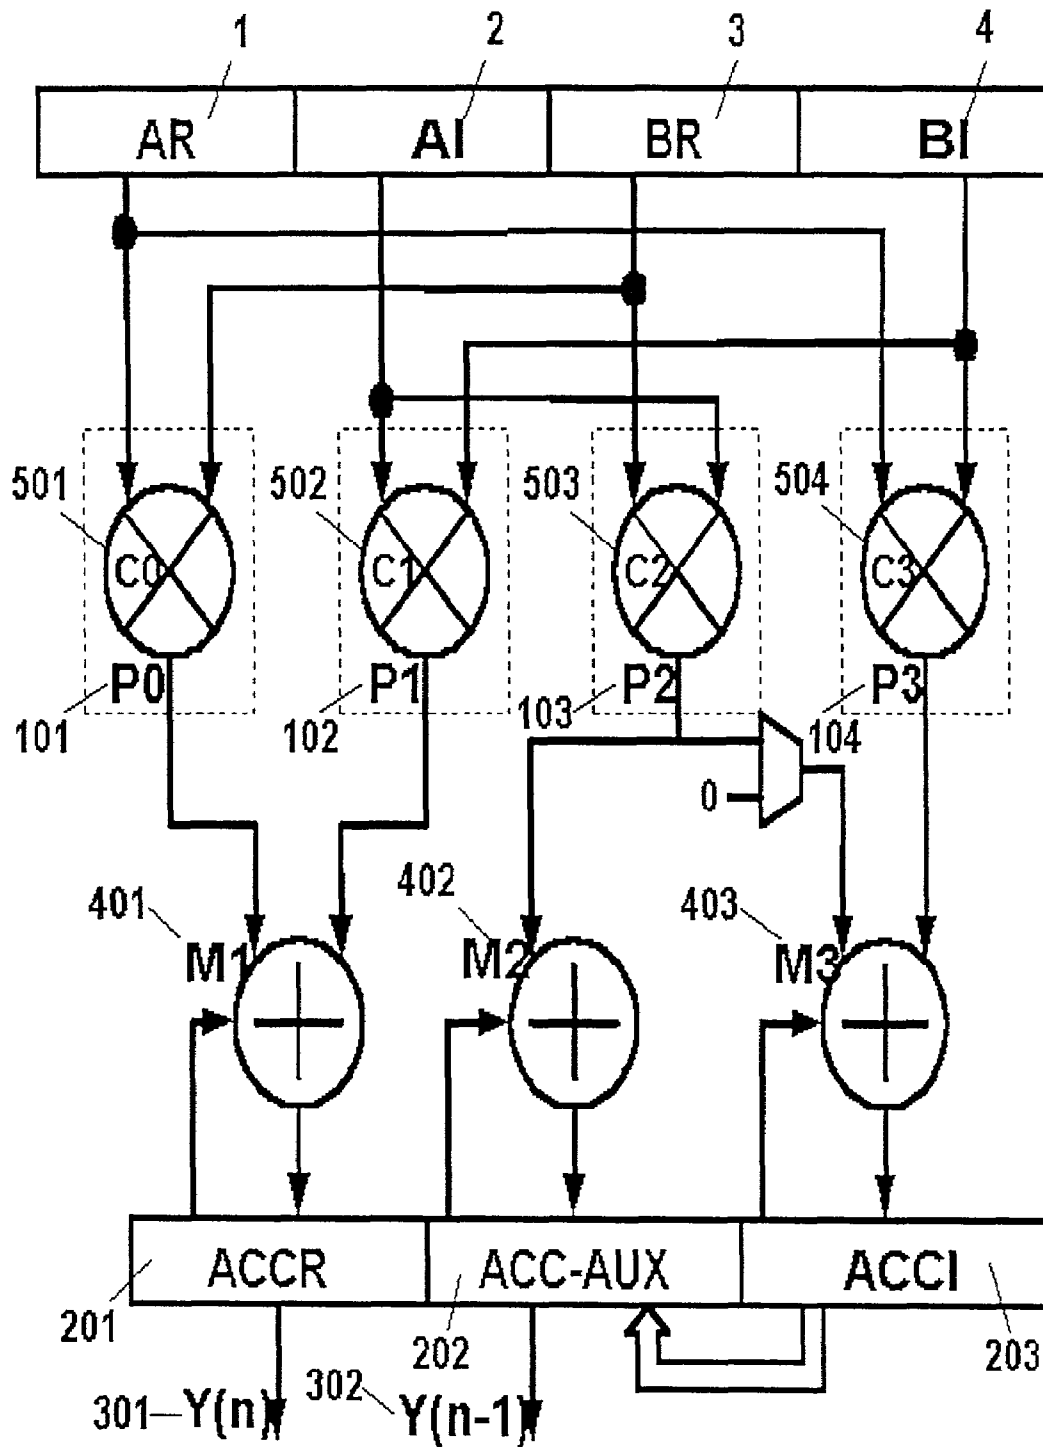 1 2 3 4
AR AI BR BI
501 502 503 504
C0 C1 C2 C3
P0 P1 P2 P3
101 102 103 104
0
401 402 403
M1 M2 M3
ACCR ACC-AUX ACCI
201 202 203
301 Y(n) 302 Y(n-1)